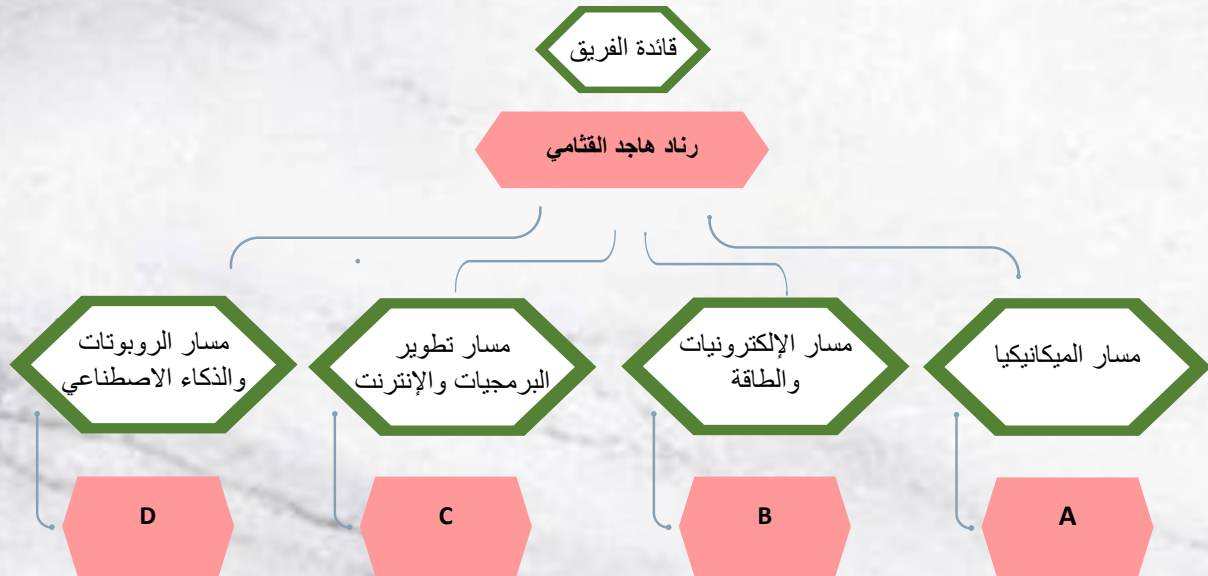 قائدة الفريق
رناد هاجد القثامي
مسار الميكانيكيا
مسار الإلكترونيات
والطاقة
مسار تطوير
البرمجيات والإنترنت
مسار الروبوتات
والذكاء الاصطناعي
A
B
C
D